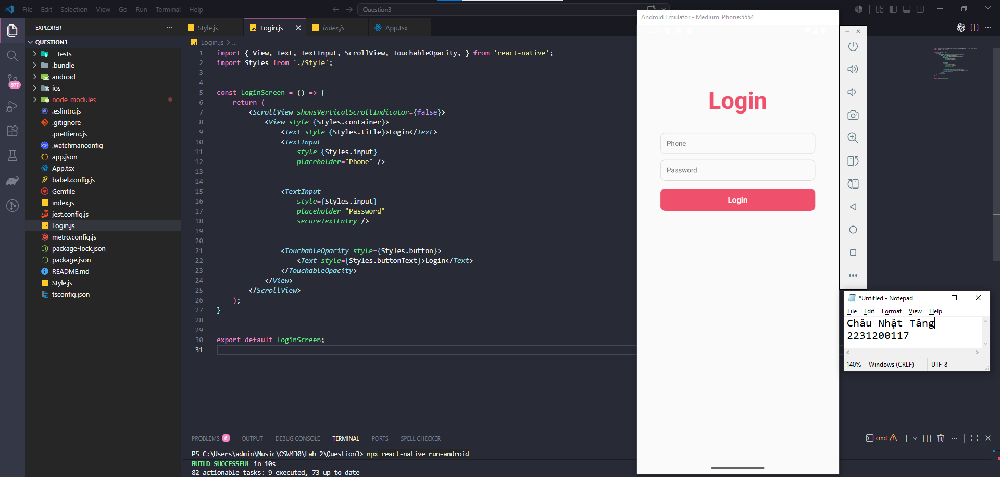 File Edit Selection View Go Run Terminal Help
Question3
EXPLORER
QUESTION3
__tests__
.bundle
android
ios
node_modules
.eslintrc.js
.gitignore
.prettierrc.js
.watchmanconfig
app.json
App.tsx
babel.config.js
Gemfile
index.js
jest.config.js
Login.js
metro.config.js
package-lock.json
package.json
README.md
Style.js
tsconfig.json
977
Style.js Login.js index.js App.tsx
Login.js > ...
1 import { View, Text, TextInput, ScrollView, TouchableOpacity, } from 'react-native';
2 import Styles from './Style';
3
4
5 const LoginScreen = () => {
6 return (
7 <ScrollView showsVerticalScrollIndicator={false}>
8 <View style={Styles.container}>
9 <Text style={Styles.title}>Login</Text>
10 <TextInput
11 style={Styles.input}
12 placeholder="Phone" />
13
14
15 <TextInput
16 style={Styles.input}
17 placeholder="Password"
18 secureTextEntry />
19
20
21 <TouchableOpacity style={Styles.button}>
22 <Text style={Styles.buttonText}>Login</Text>
23 </TouchableOpacity>
24 </View>
25 </ScrollView>
26 );
27 }
28
29
30 export default LoginScreen;
31
PROBLEMS 6 OUTPUT DEBUG CONSOLE TERMINAL PORTS SPELL CHECKER
cmd
PS C:\Users\admin\Music\CSW430\Lab 2\Question3> npx react-native run-android
BUILD SUCCESSFUL in 10s
82 actionable tasks: 9 executed, 73 up-to-date
Android Emulator - Medium_Phone:5554
Login
Phone
Password
Login
*Untitled - Notepad
File Edit Format View Help
Châu Nhật Tăng
2231200117
140% Windows (CRLF) UTF-8